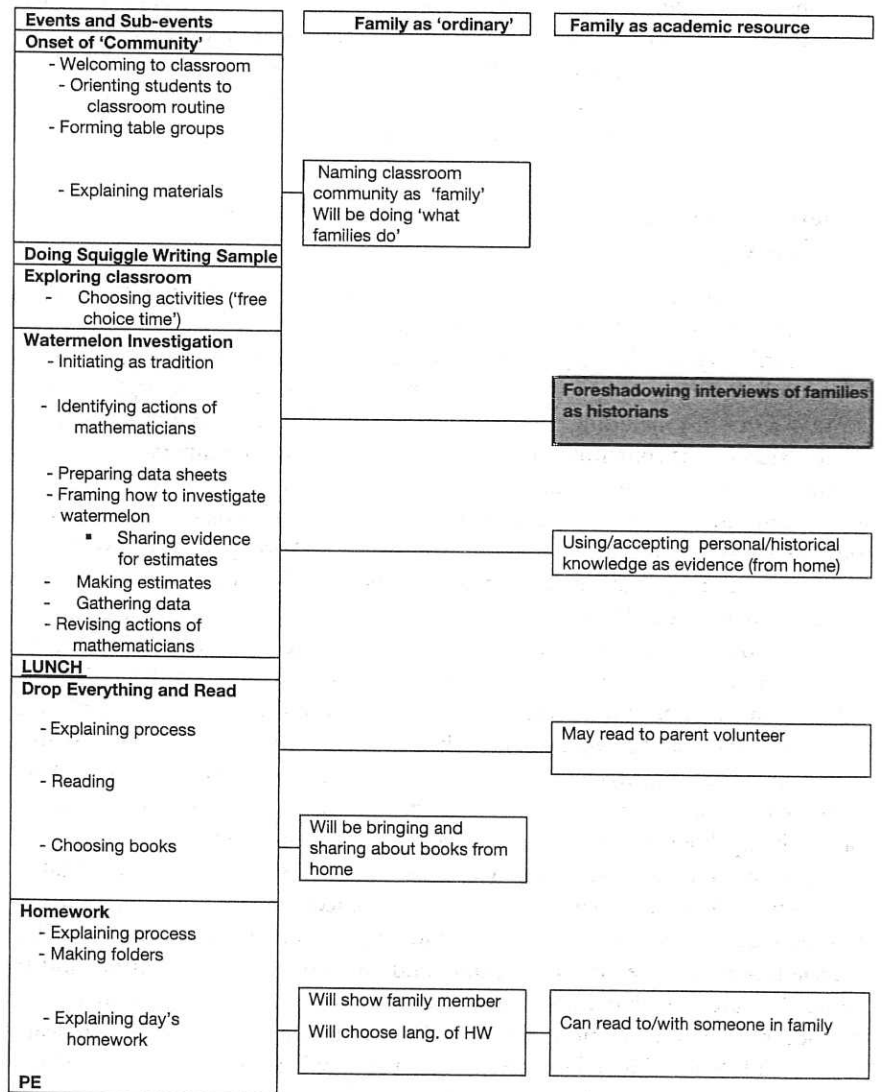 Events and Sub-events
Family as ‘ordinary’
Family as academic resource
Onset of ‘Community’
- Welcoming to classroom
- Orienting students to
classroom routine
- Forming table groups
- Explaining materials
Naming classroom
community as ‘family’
Will be doing ‘what
families do’
Doing Squiggle Writing Sample
Exploring classroom
- Choosing activities (‘free
choice time’)
Watermelon Investigation
- Initiating as tradition
- Identifying actions of
mathematicians
Foreshadowing interviews of families
as historians
- Preparing data sheets
- Framing how to investigate
watermelon
▪ Sharing evidence
for estimates
Using/accepting personal/historical
knowledge as evidence (from home)
- Making estimates
- Gathering data
- Revising actions of
mathematicians
LUNCH
Drop Everything and Read
- Explaining process
May read to parent volunteer
- Reading
- Choosing books
Will be bringing and
sharing about books from
home
Homework
- Explaining process
- Making folders
- Explaining day’s
homework
Will show family member
Will choose lang. of HW
Can read to/with someone in family
PE